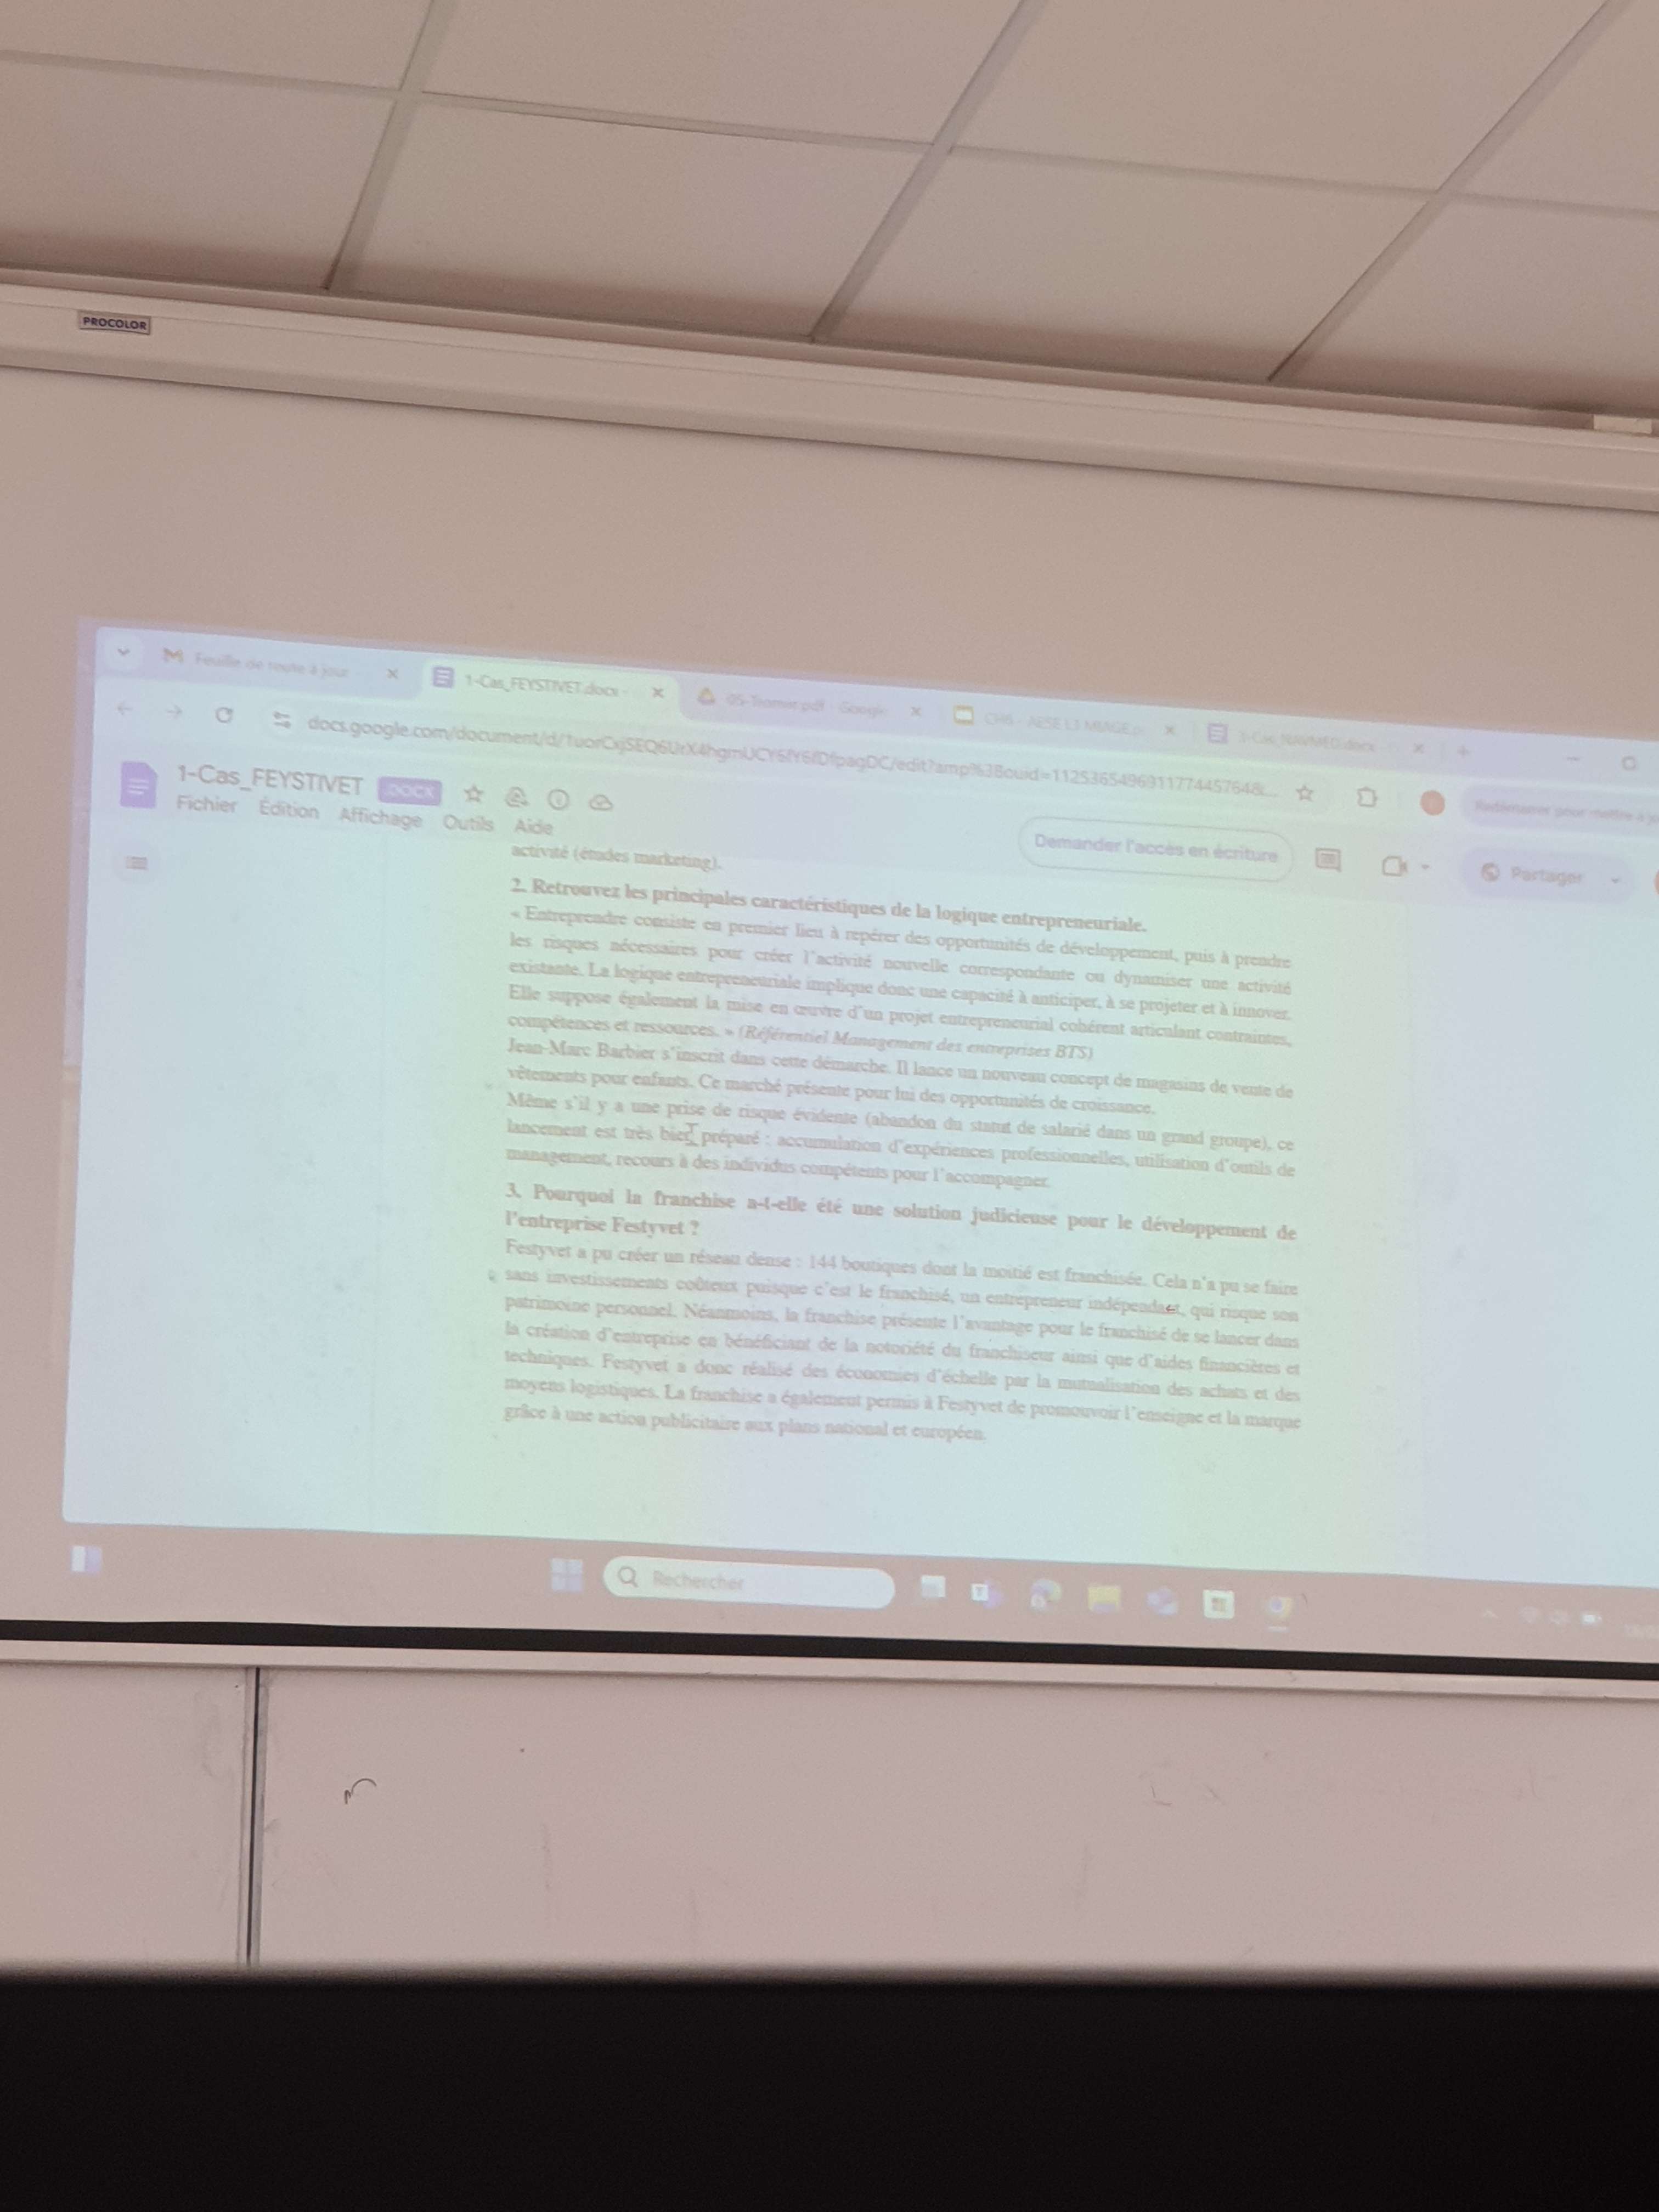 PROCOLOR
Feuille de route à jour
1-Cas_FEYSTIVET.docx -
docs.google.com/document/d/
1-Cas_FEYSTIVET .DOCX
Fichier Édition Affichage Outils Aide
Demander l'accès en écriture
Partager
activité (études marketing).
2. Retrouvez les principales caractéristiques de la logique entrepreneuriale.
« Entreprendre consiste en premier lieu à repérer des opportunités de développement, puis à prendre
les risques nécessaires pour créer l'activité nouvelle correspondante ou dynamiser une activité
existante. La logique entrepreneuriale implique donc une capacité à anticiper, à se projeter et à innover.
Elle suppose également la mise en œuvre d'un projet entrepreneurial cohérent articulant contraintes,
compétences et ressources. » (Référentiel Management des entreprises BTS)
Jean-Marc Barbier s'inscrit dans cette démarche. Il lance un nouveau concept de magasins de vente de
vêtements pour enfants. Ce marché présente pour lui des opportunités de croissance.
Même s'il y a une prise de risque évidente (abandon du statut de salarié dans un grand groupe), ce
lancement est très bien préparé : accumulation d'expériences professionnelles, utilisation d'outils de
management, recours à des individus compétents pour l'accompagner.
3. Pourquoi la franchise a-t-elle été une solution judicieuse pour le développement de
l'entreprise Festyvet ?
Festyvet a pu créer un réseau dense : 144 boutiques dont la moitié est franchisée. Cela n'a pu se faire
sans investissements coûteux puisque c'est le franchisé, un entrepreneur indépendant, qui risque son
patrimoine personnel. Néanmoins, la franchise présente l'avantage pour le franchisé de se lancer dans
la création d'entreprise en bénéficiant de la notoriété du franchiseur ainsi que d'aides financières et
techniques. Festyvet a donc réalisé des économies d'échelle par la mutualisation des achats et des
moyens logistiques. La franchise a également permis à Festyvet de promouvoir l'enseigne et la marque
grâce à une action publicitaire aux plans national et européen.
Rechercher